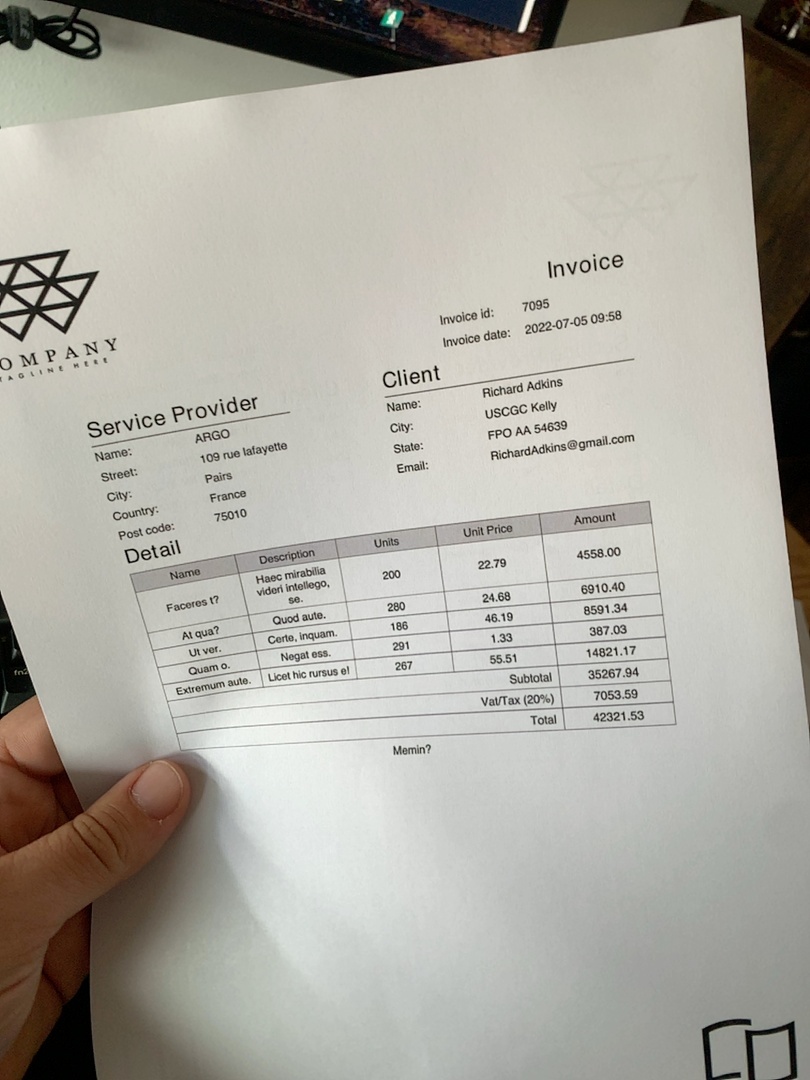 OMPANY
TAGLINE HERE
Invoice
Invoice id: 7095
Invoice date: 2022-07-05 09:58
Service Provider
Name: ARGO
Street: 109 rue lafayette
City: Pairs
Country: France
Post code: 75010
Client
Name: Richard Adkins
City: USCGC Kelly
State: FPO AA 54639
Email: RichardAdkins@gmail.com
Detail
Name Description Units Unit Price Amount
Faceres t? Haec mirabilia videri intellego, se. 200 22.79 4558.00
At qua? Quod aute. 280 24.68 6910.40
Ut ver. Certe, inquam. 186 46.19 8591.34
Quam o. Negat ess. 291 1.33 387.03
Extremum aute. Licet hic rursus e! 267 55.51 14821.17
Subtotal 35267.94
Vat/Tax (20%) 7053.59
Total 42321.53
Memin?